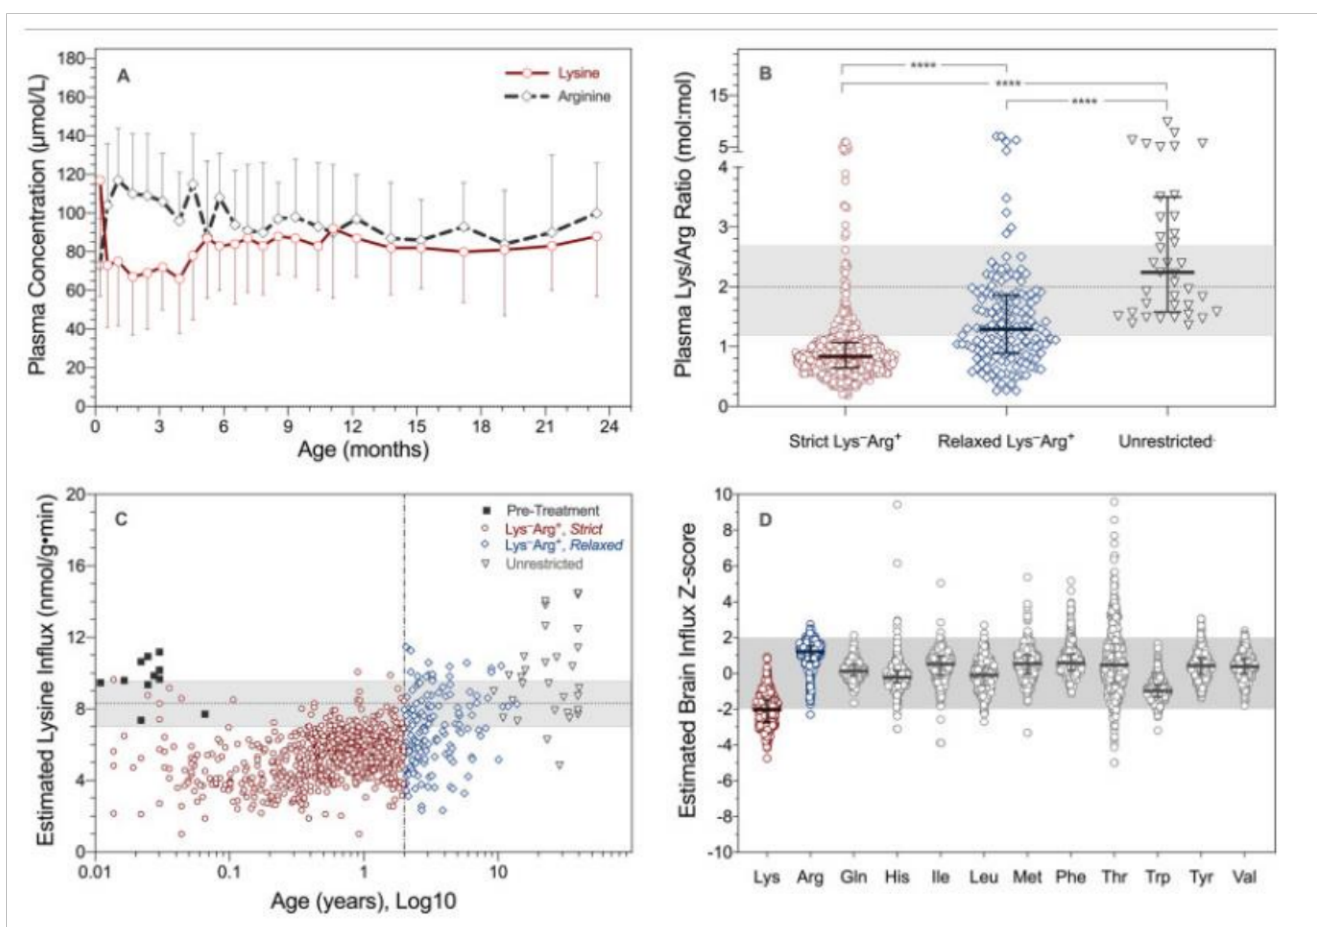 A
Lysine
Arginine
Plasma Concentration (µmol/L)
180
160
140
120
100
80
60
40
20
0
0 3 6 9 12 15 18 21 24
Age (months)
B
****
****
****
Plasma Lys/Arg Ratio (mol:mol)
15
5
4
3
2
1
0
Strict Lys⁻Arg⁺ Relaxed Lys⁻Arg⁺ Unrestricted
C
Pre-Treatment
Lys⁻Arg⁺, Strict
Lys⁻Arg⁺, Relaxed
Unrestricted
Estimated Lysine Influx (nmol/g•min)
20
16
12
8
4
0
0.01 0.1 1 10
Age (years), Log10
D
Estimated Brain Influx Z-score
10
8
6
4
2
0
-2
-4
-6
-8
-10
Lys Arg Gln His Ile Leu Met Phe Thr Trp Tyr Val